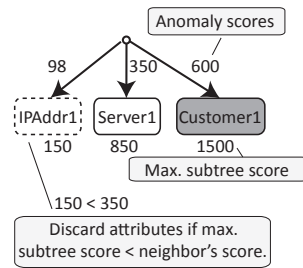 Anomaly scores
98
350
600
IPAddr1
Server1
Customer1
150
850
1500
Max. subtree score
150 < 350
Discard attributes if max.
subtree score < neighbor's score.